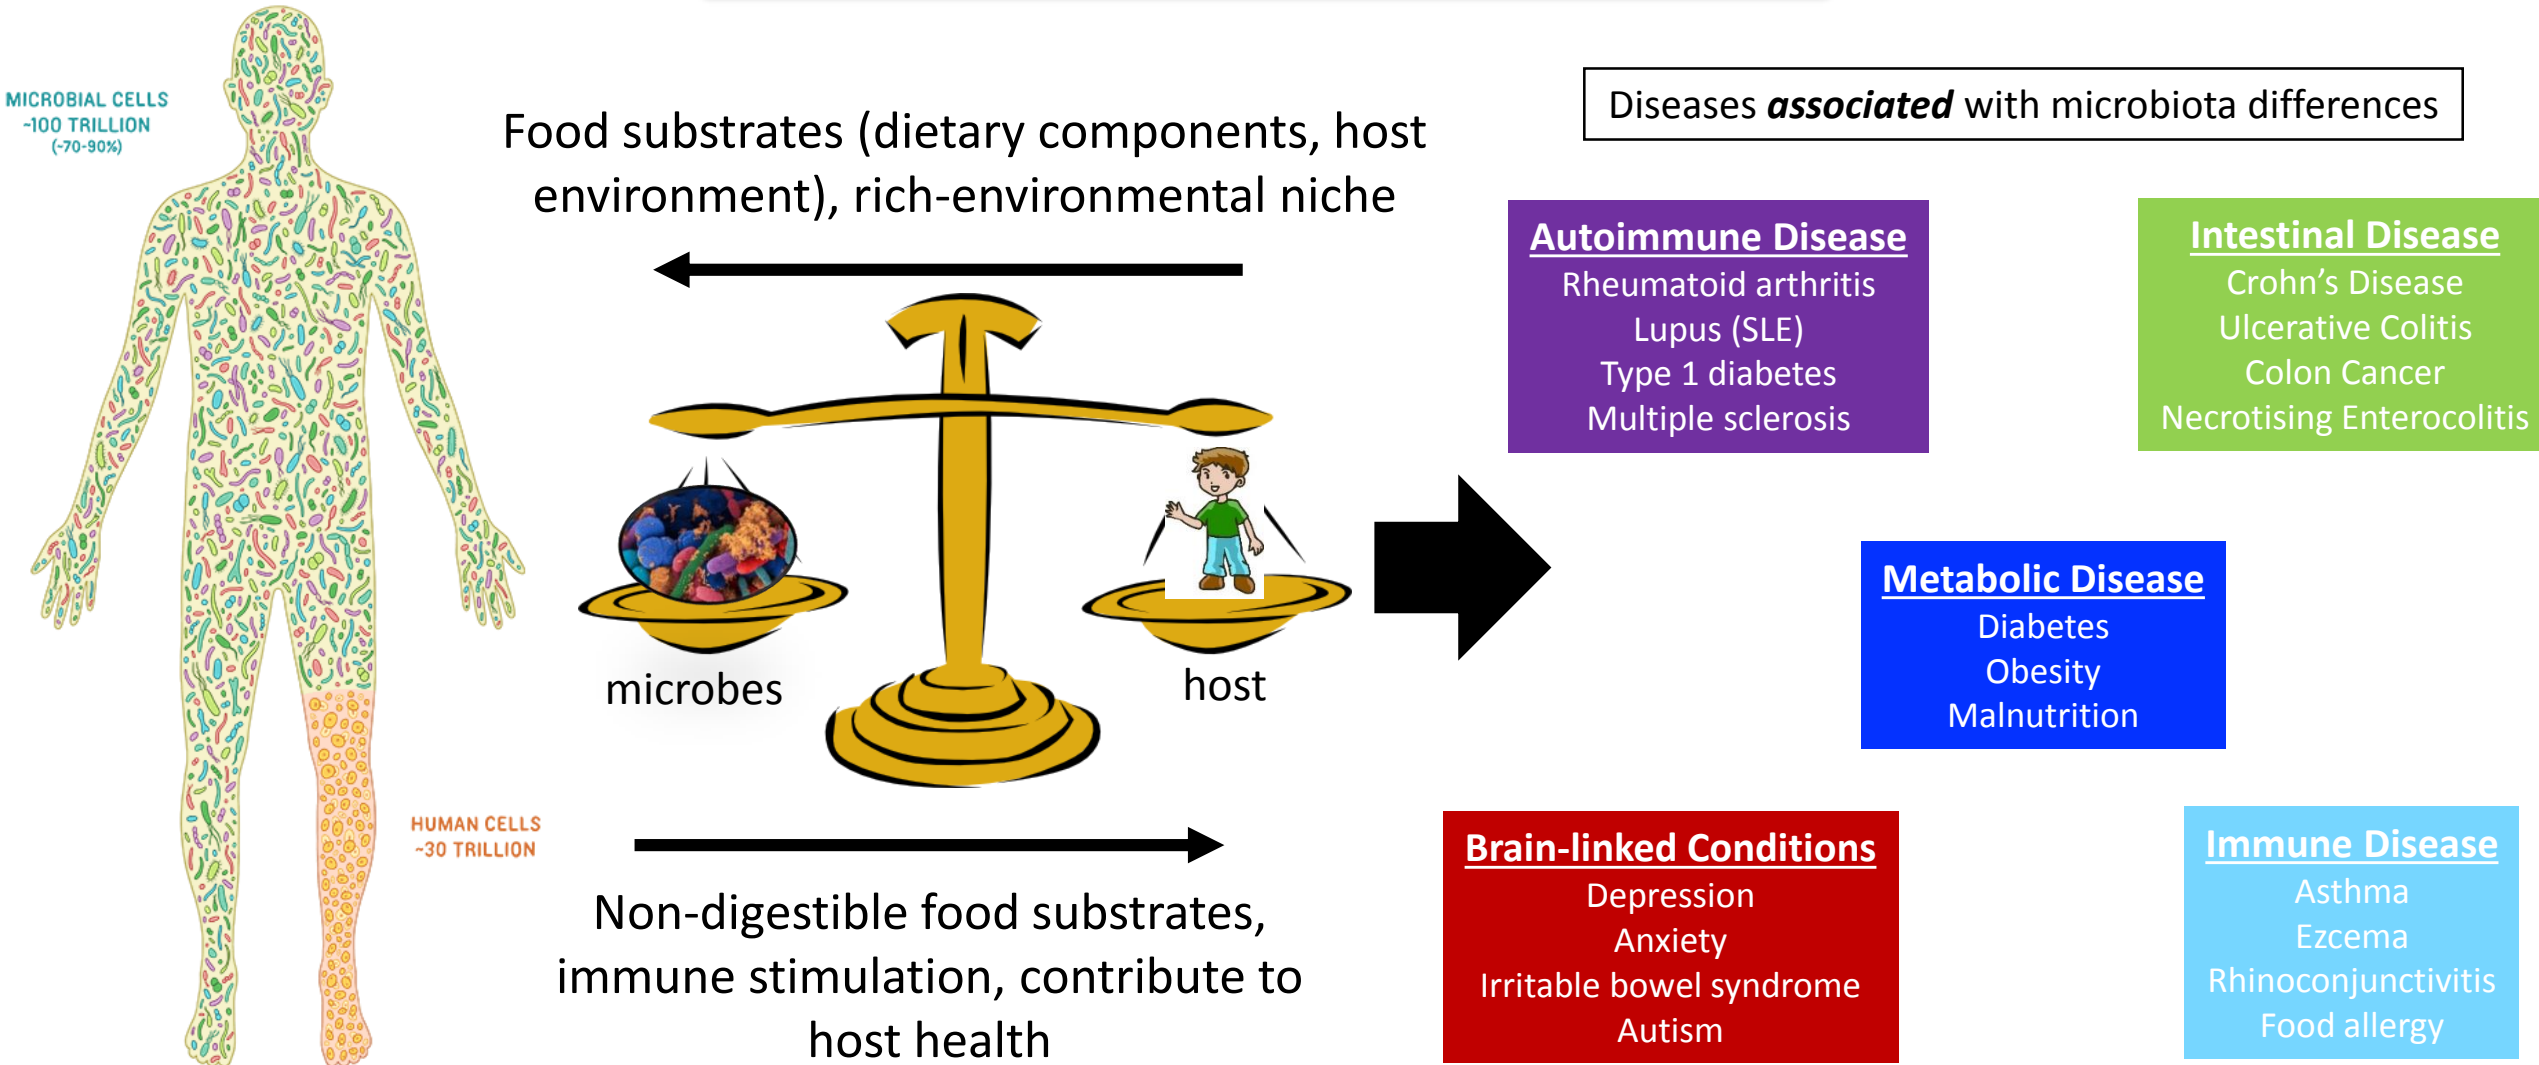 MICROBIAL CELLS
~100 TRILLION
(~70-90%)
HUMAN CELLS
~30 TRILLION
Food substrates (dietary components, host
environment), rich-environmental niche
microbes
host
Non-digestible food substrates,
immune stimulation, contribute to
host health
Diseases associated with microbiota differences
Autoimmune Disease
Rheumatoid arthritis
Lupus (SLE)
Type 1 diabetes
Multiple sclerosis
Intestinal Disease
Crohn’s Disease
Ulcerative Colitis
Colon Cancer
Necrotising Enterocolitis
Metabolic Disease
Diabetes
Obesity
Malnutrition
Brain-linked Conditions
Depression
Anxiety
Irritable bowel syndrome
Autism
Immune Disease
Asthma
Ezcema
Rhinoconjunctivitis
Food allergy